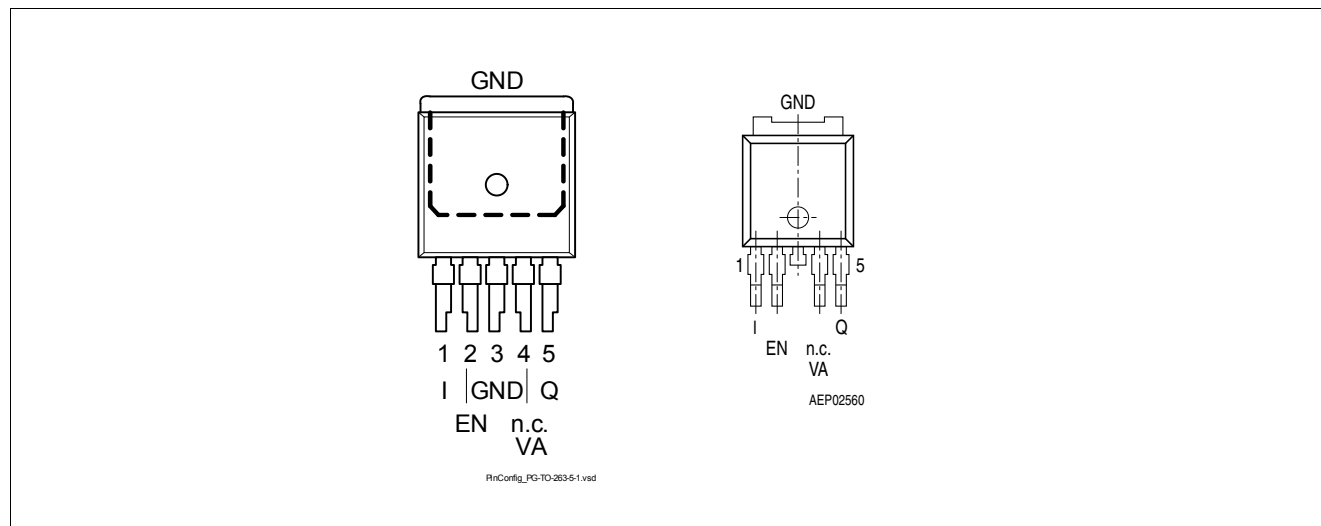 GND
1 2 3 4 5
I GND Q
EN n.c.
VA
PinConfig_PG-TO-263-5-1.vsd
GND
1 5
I Q
EN n.c.
VA
AEP02560